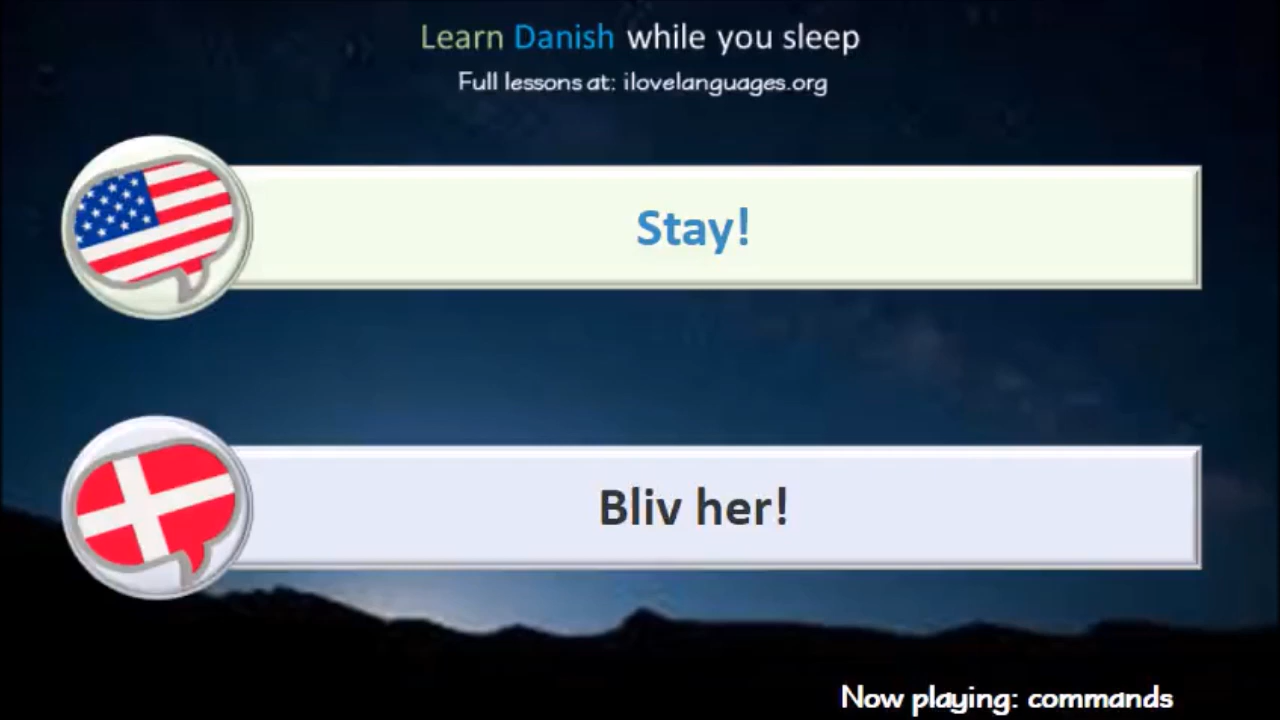 Learn Danish while you sleep
Full lessons at: ilovelanguages.org
Stay!
Bliv her!
Now playing: commands